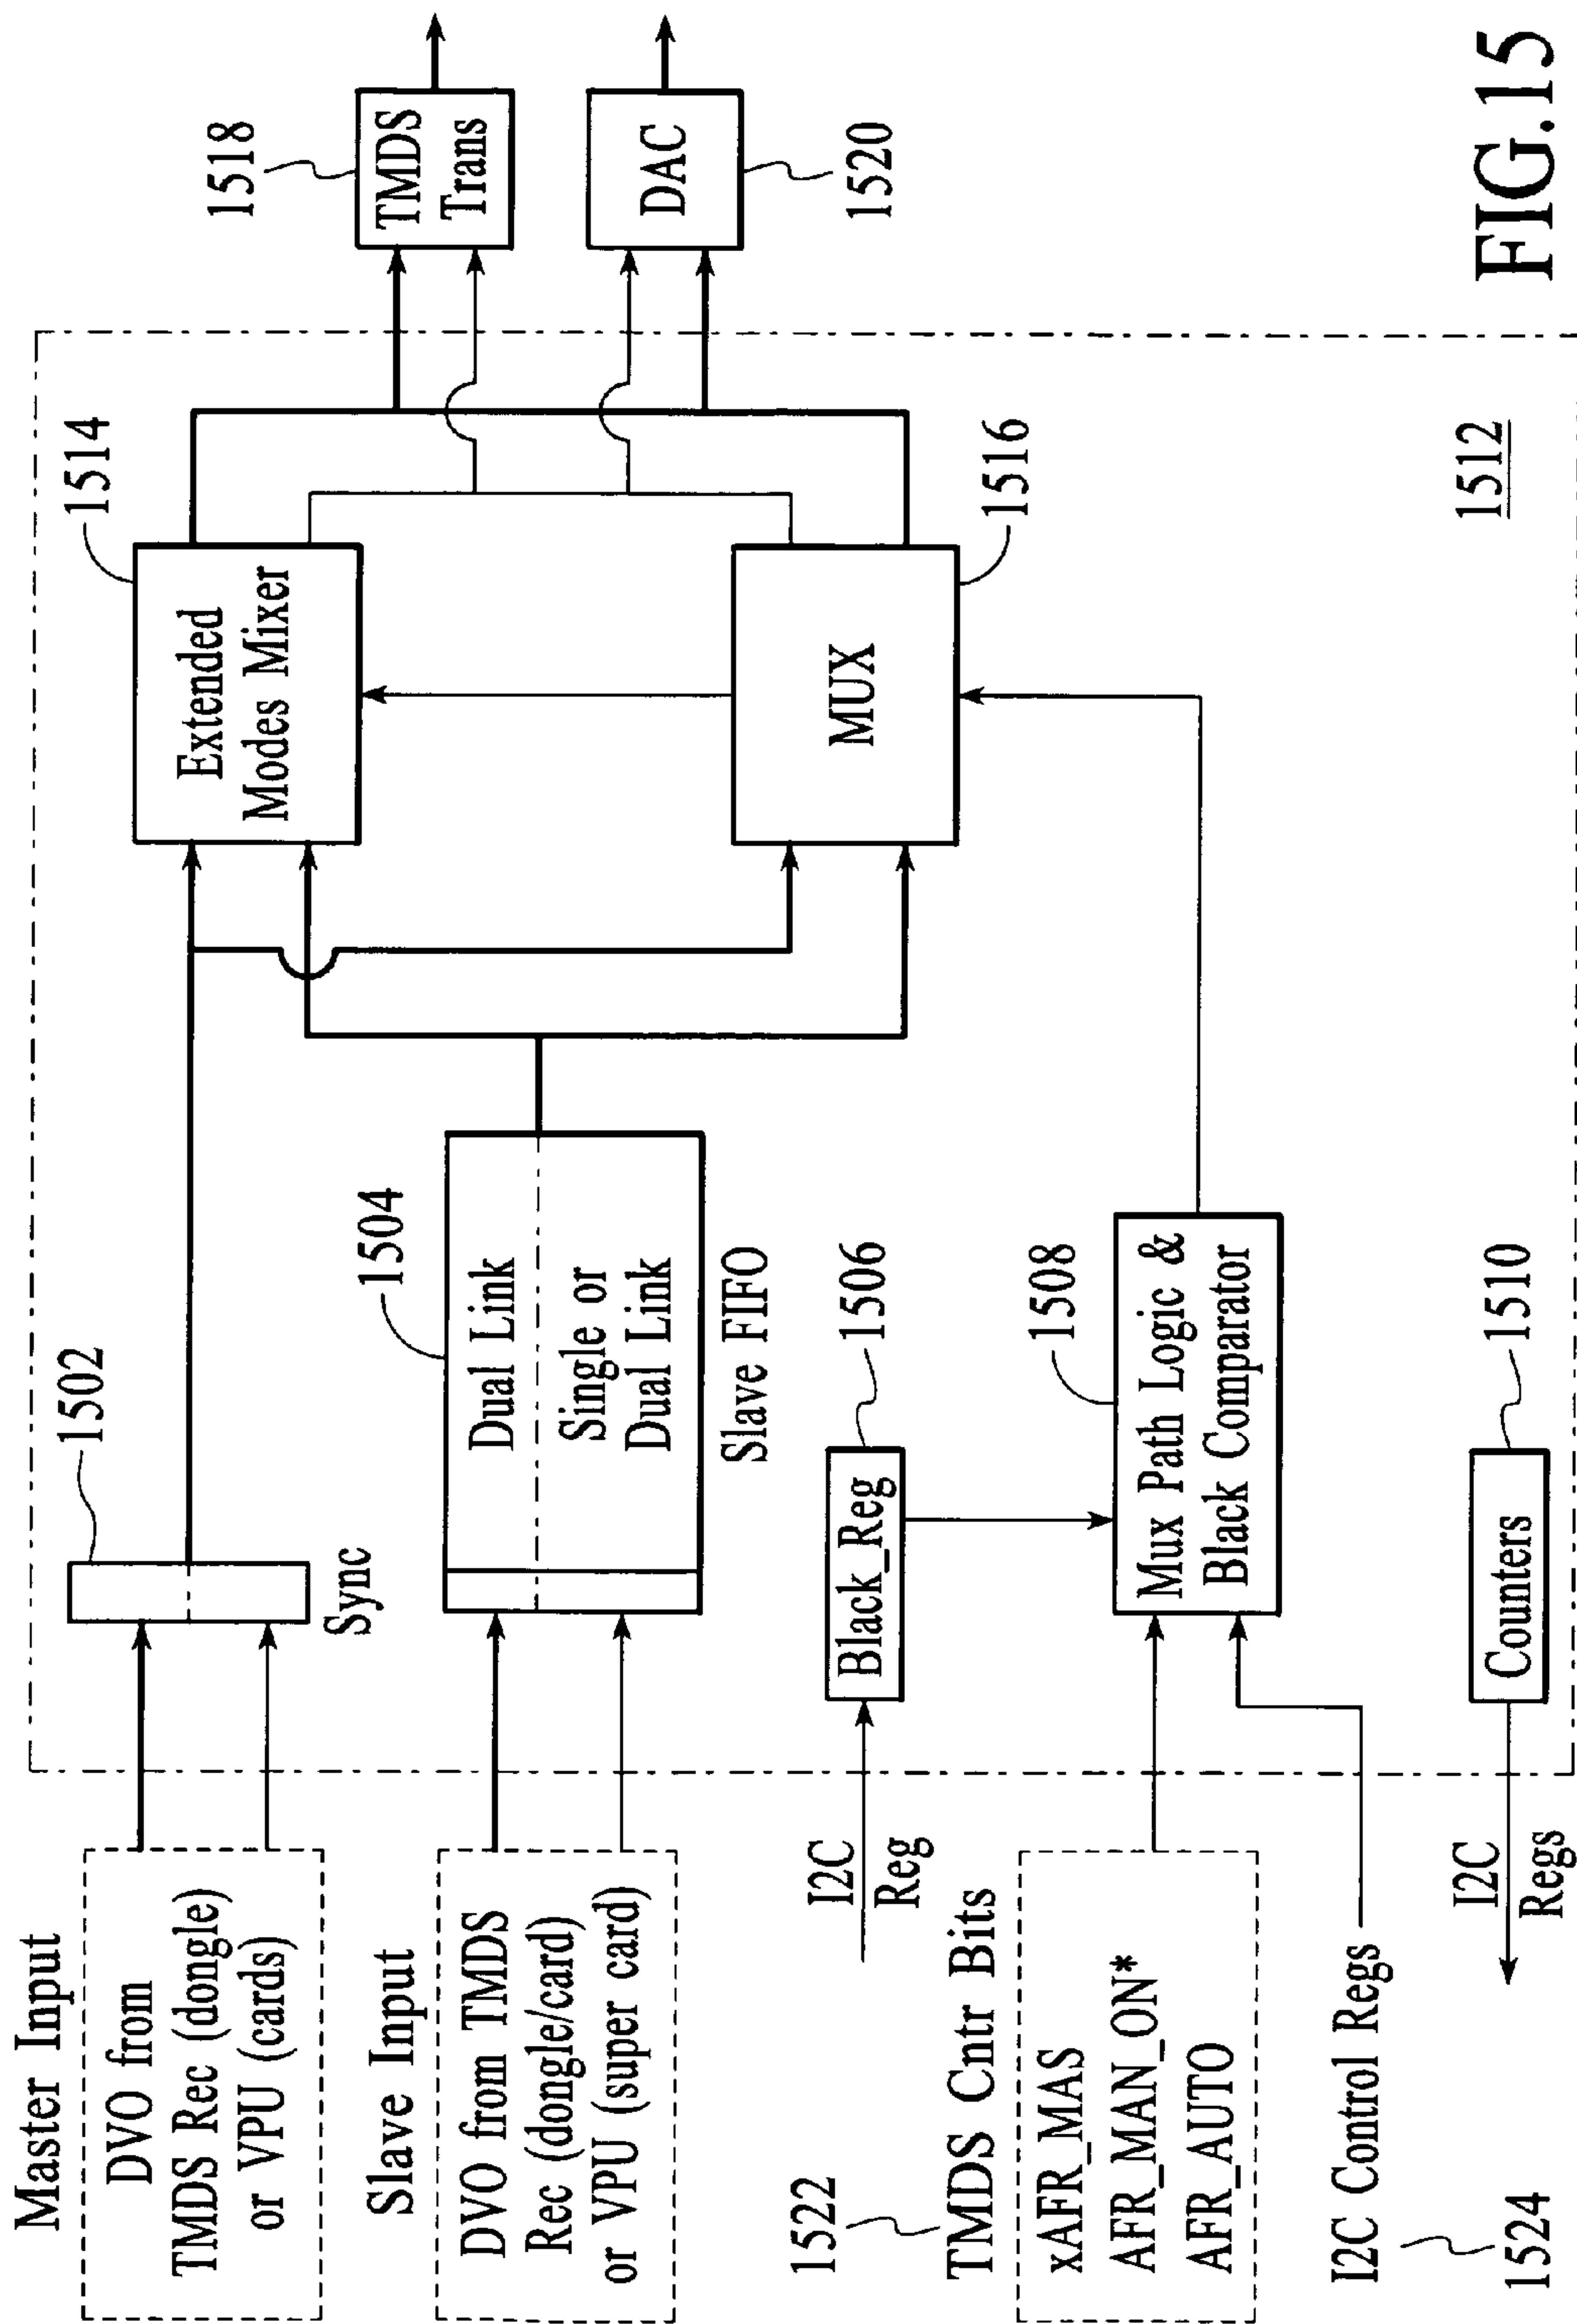 Master Input
DVO from
TMDS Rec (dongle)
or VPU (cards)
Slave Input
DVO from TMDS
Rec (dongle/card)
or VPU (super card)
1522
TMDS Cntr Bits
xAFR_MAS
AFR_MAN_ON*
AFR_AUTO
I2C Control Regs
1524
I2C
Reg
I2C
Regs
1502
Sync
1504
Dual Link
Single or
Dual Link
Slave FIFO
Black_Reg
1506
1508
Mux Path Logic &
Black Comparator
Counters
1510
1514
Extended
Modes Mixer
MUX
1516
1512
1518
TMDS
Trans
DAC
1520
FIG.15